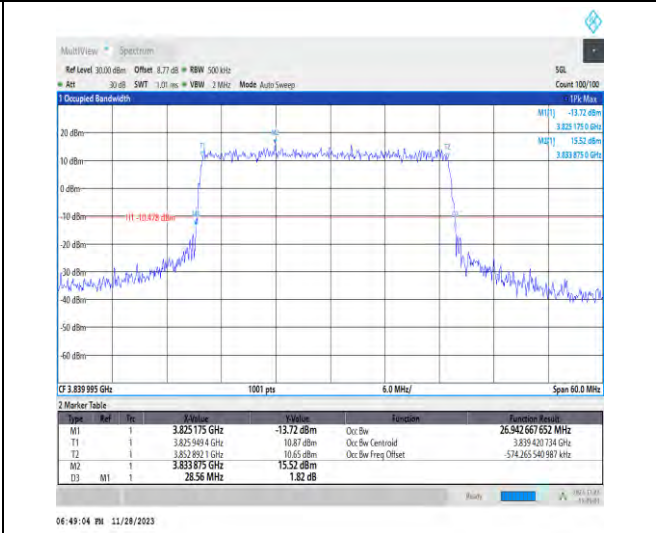 MultiView Spectrum
Ref Level 30.00 dBm Offset 8.77 dB RBW 500 kHz SGL
Att 30 dB SWT 1.01 ms VBW 2 MHz Mode Auto Sweep Count 100/100
1 Occupied Bandwidth 1Pk Max
M1[1] -13.72 dBm
3.825 175 0 GHz
20 dBm M2 M2[1] 15.52 dBm
T1 T2 3.833 875 0 GHz
10 dBm
0 dBm
-10 dBm H1 -10.478 dBm
-20 dBm
-30 dBm
-40 dBm
-50 dBm
-60 dBm
CF 3.839 995 GHz 1001 pts 6.0 MHz/ Span 60.0 MHz
2 Marker Table
Type Ref Trc X-Value Y-Value Function Function Result
M1 1 3.825 175 GHz -13.72 dBm Occ Bw 26.942 667 652 MHz
T1 1 3.825 949 4 GHz 10.87 dBm Occ Bw Centroid 3.839 420 734 GHz
T2 1 3.852 892 1 GHz 10.65 dBm Occ Bw Freq Offset -574.265 540 987 kHz
M2 1 3.833 875 GHz 15.52 dBm
D3 M1 1 28.56 MHz 1.82 dB
Ready
06:49:04 PM 11/28/2023